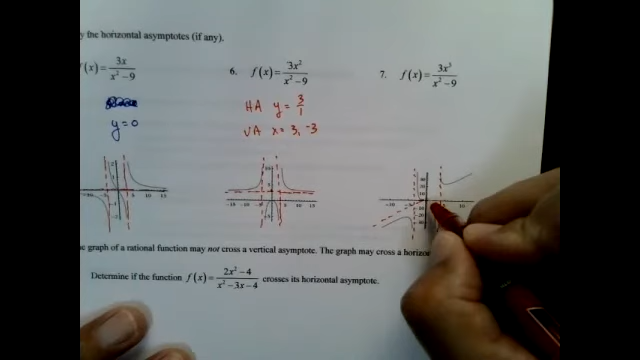 y the horizontal asymptotes (if any).
f(x) = 3x / (x² − 9)
6. f(x) = 3x² / (x² − 9)
7. f(x) = 3x³ / (x² − 9)
y = 0
HA y = 3/1
VA x = 3, -3
e graph of a rational function may not cross a vertical asymptote. The graph may cross a horiz
Determine if the function f(x) = (2x² − 4) / (x² − 3x − 4) crosses its horizontal asymptote.